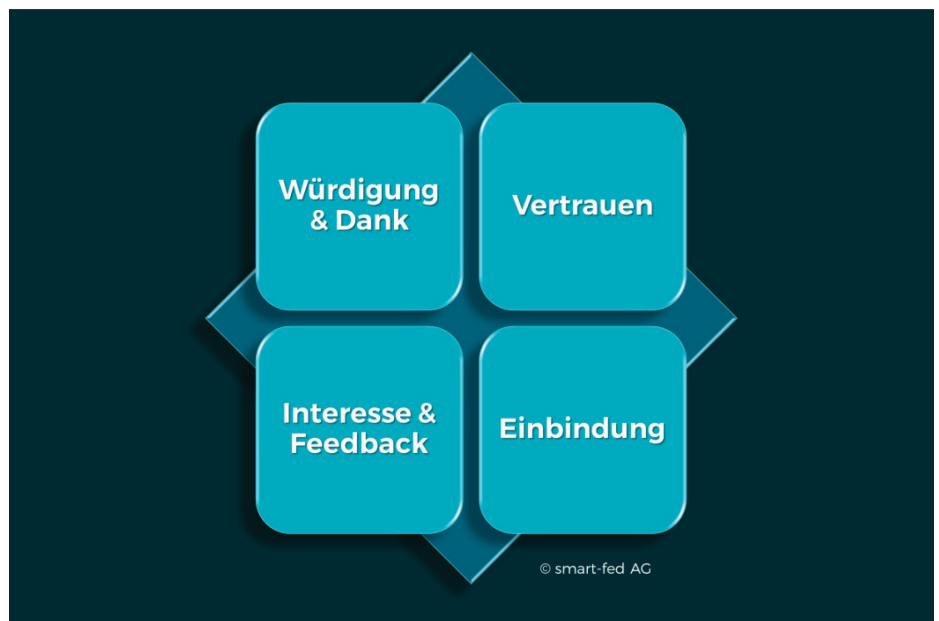 Würdigung
& Dank
Vertrauen
Interesse &
Feedback
Einbindung
© smart-fed AG